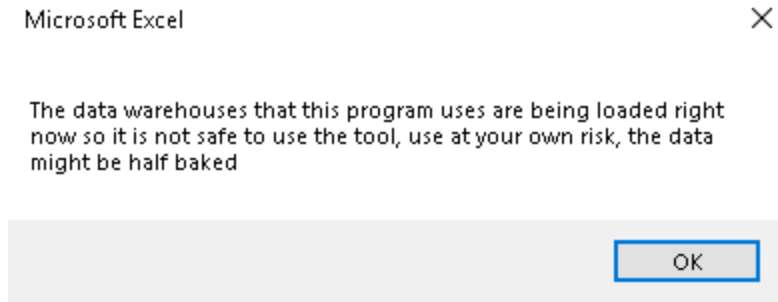 Microsoft Excel
The data warehouses that this program uses are being loaded right
now so it is not safe to use the tool, use at your own risk, the data
might be half baked
OK